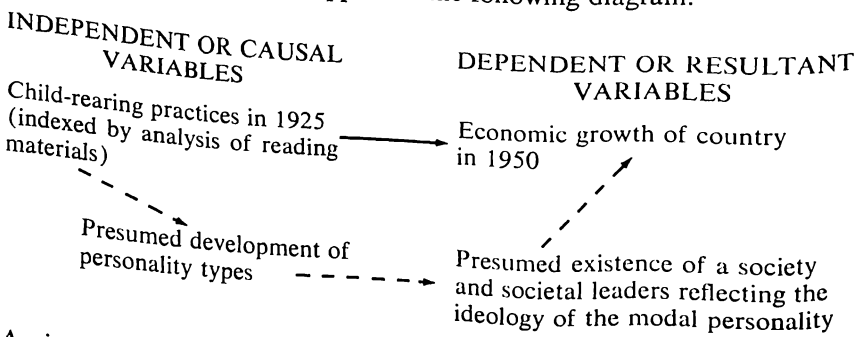 following diagram:
INDEPENDENT OR CAUSAL
VARIABLES
DEPENDENT OR RESULTANT
VARIABLES
Child-rearing practices in 1925
(indexed by analysis of reading
materials)
Economic growth of country
in 1950
Presumed development of
personality types
Presumed existence of a society
and societal leaders reflecting the
ideology of the modal personality